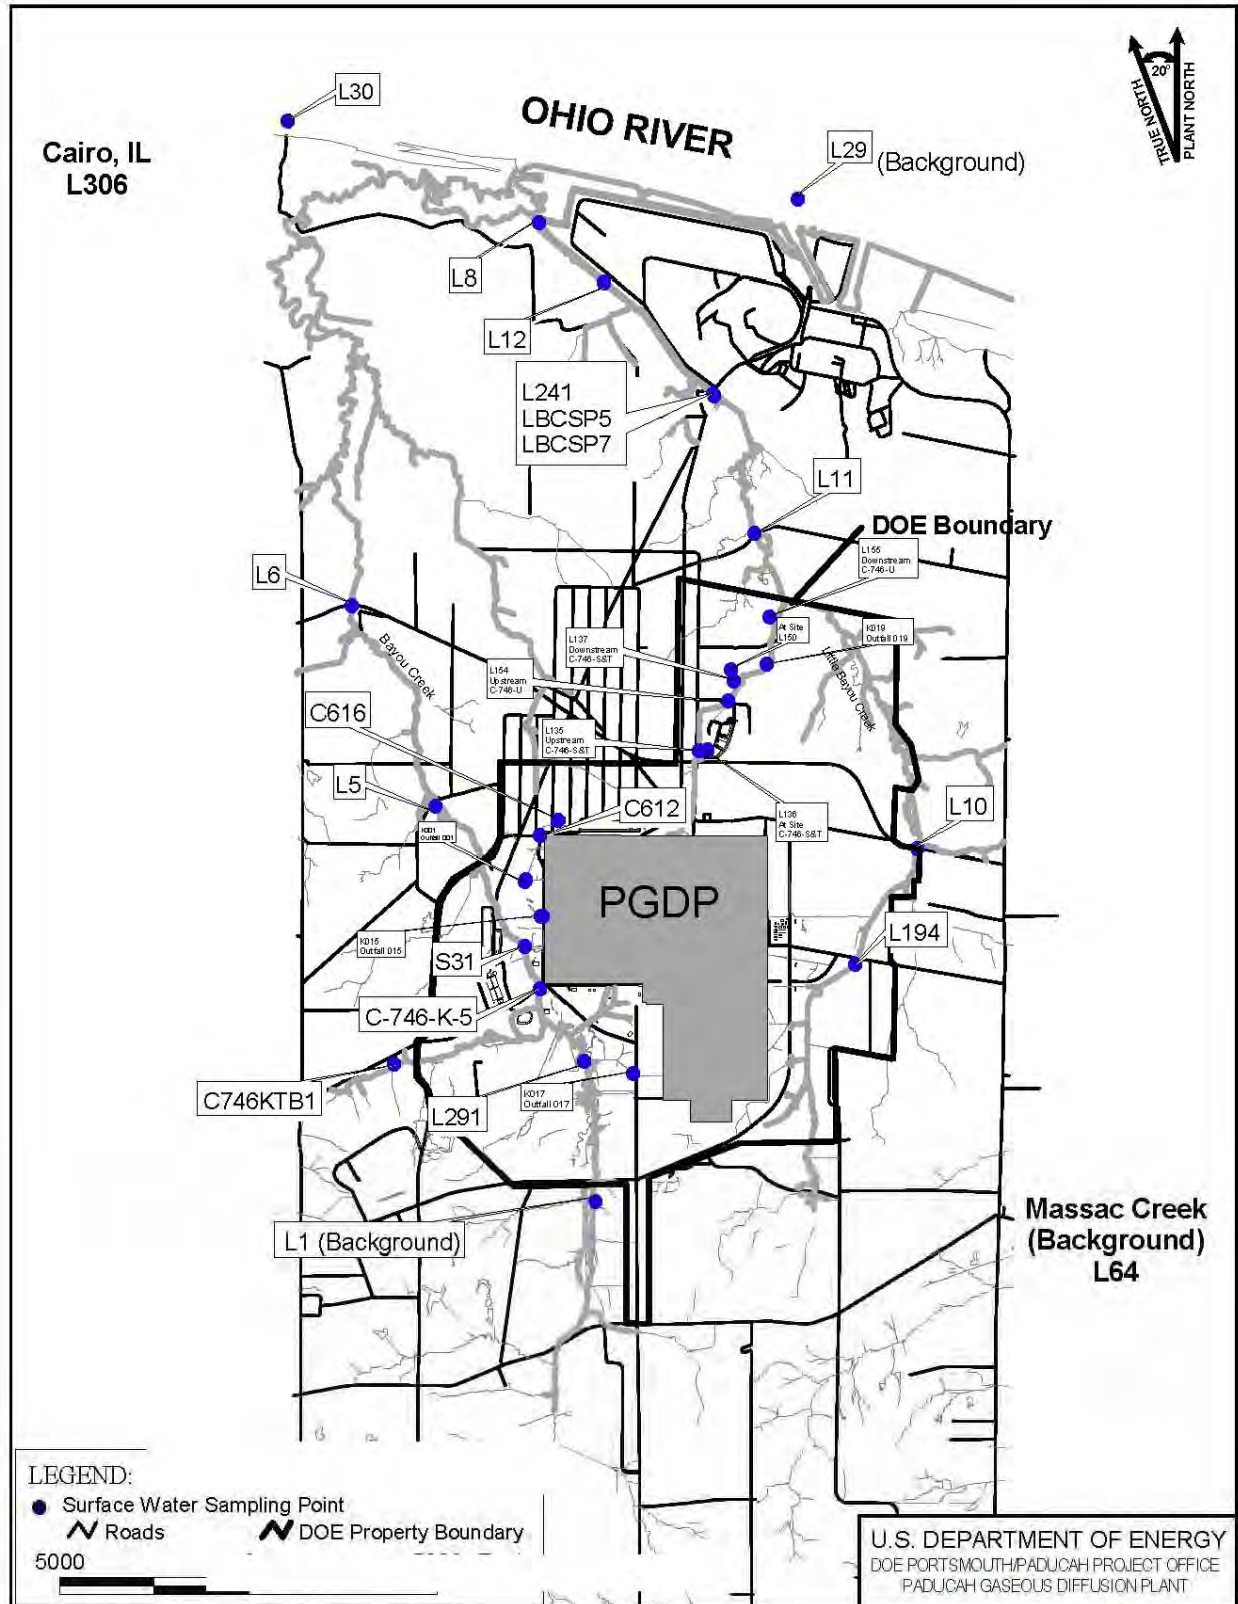 TRUE NORTH
20°
PLANT NORTH
L30
OHIO RIVER
Cairo, IL
L306
L29 (Background)
L8
L12
L241
LBCSP5
LBCSP7
L11
DOE Boundary
L155
Downstream
C-746-U
L6
At Site
L150
K019
Outfall 019
L137
Downstream
C-746-S&T
Bayou Creek
Little Bayou Creek
L154
Upstream
C-746-U
C616
L135
Upstream
C-746-S&T
L5
C612
L136
At Site
C-746-S&T
L10
K001
Outfall 001
PGDP
K015
Outfall 015
S31
L194
C-746-K-5
C746KTB1
L291
K017
Outfall 017
L1 (Background)
Massac Creek
(Background)
L64
LEGEND:
Surface Water Sampling Point
Roads
DOE Property Boundary
5000
U.S. DEPARTMENT OF ENERGY
DOE PORTSMOUTH/PADUCAH PROJECT OFFICE
PADUCAH GASEOUS DIFFUSION PLANT